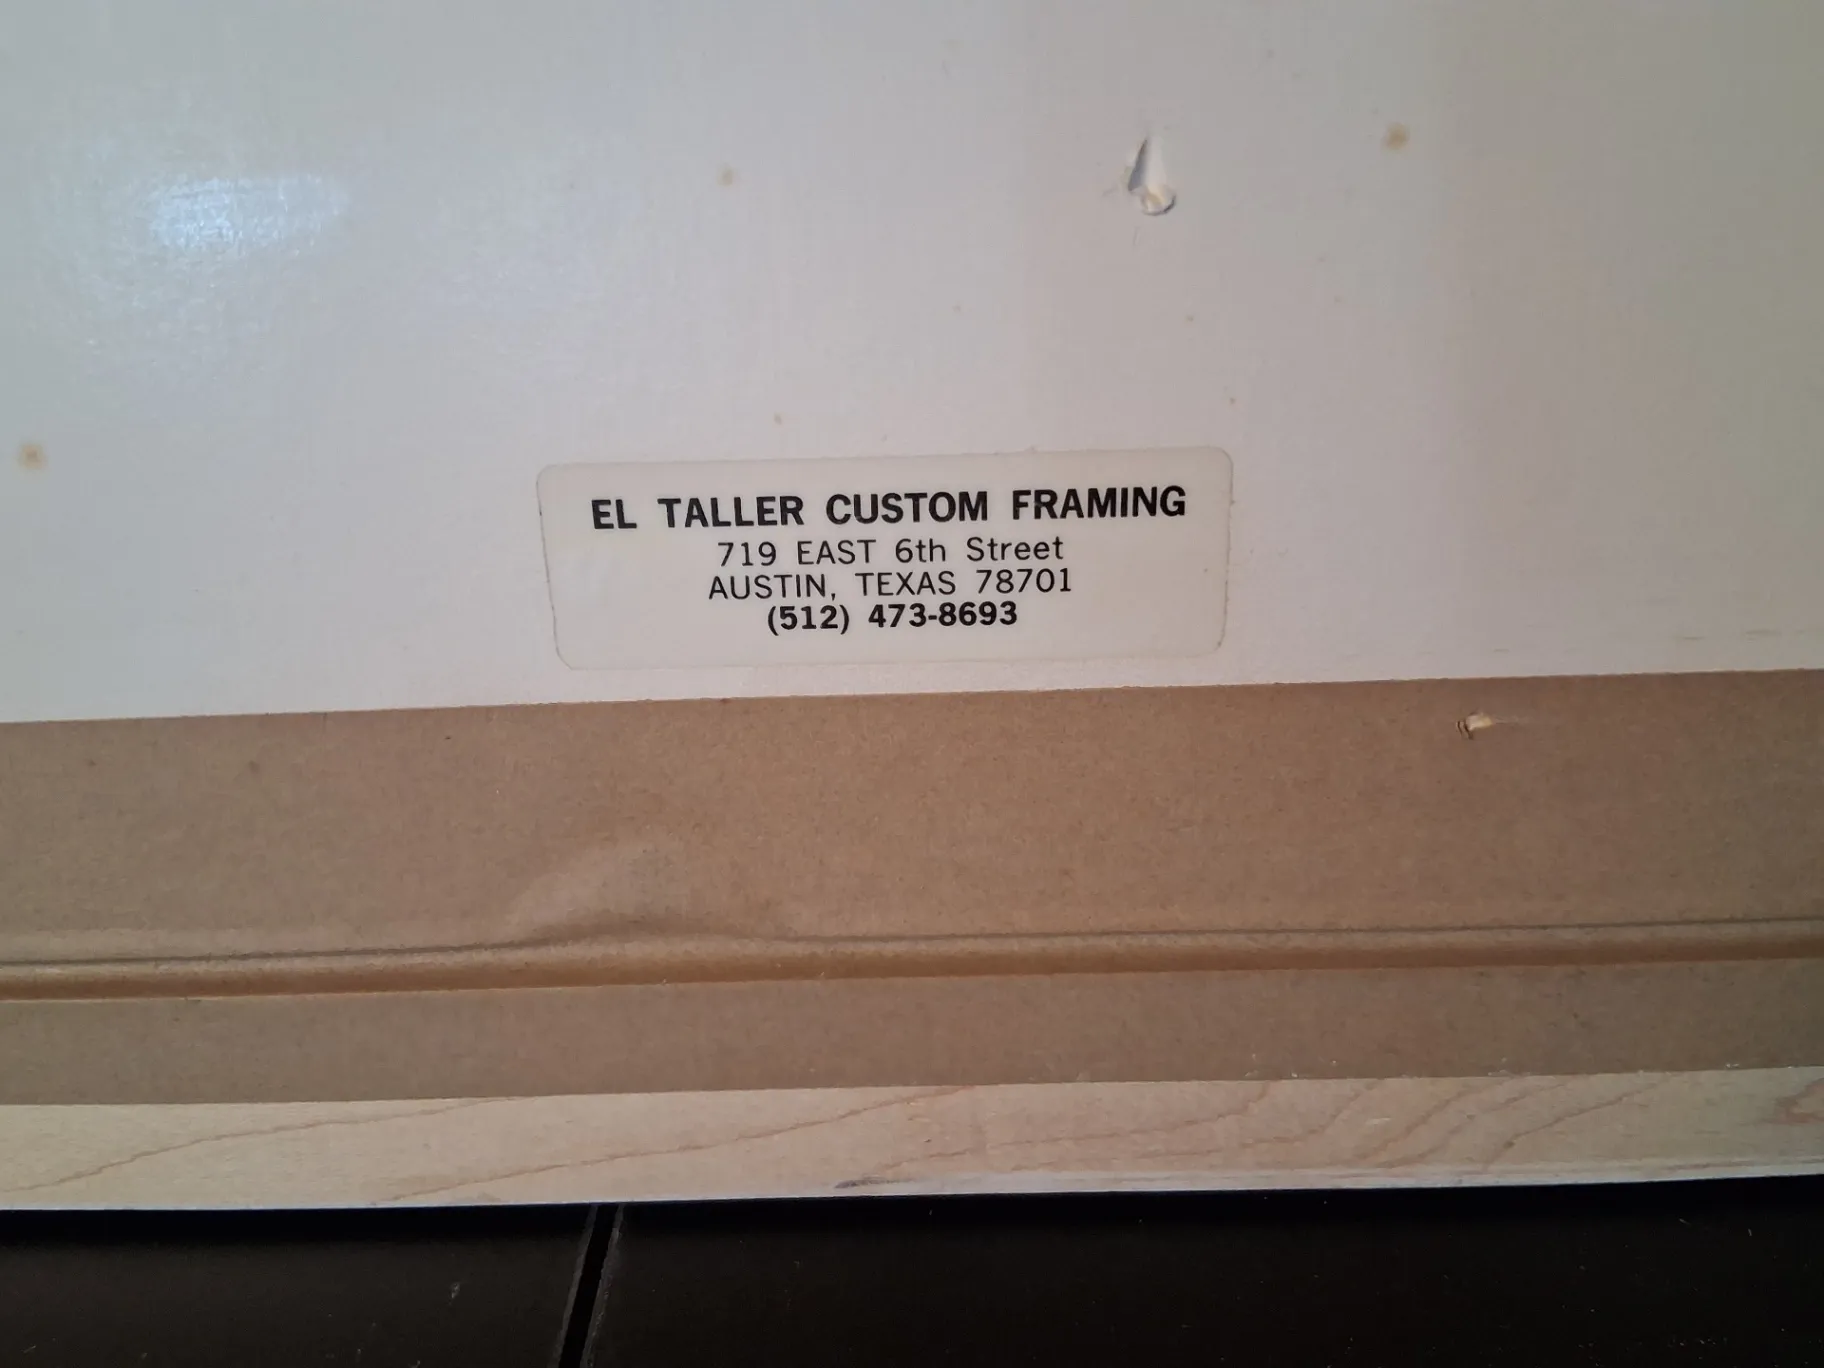 EL TALLER CUSTOM FRAMING
719 EAST 6th Street
AUSTIN, TEXAS 78701
(512) 473-8693